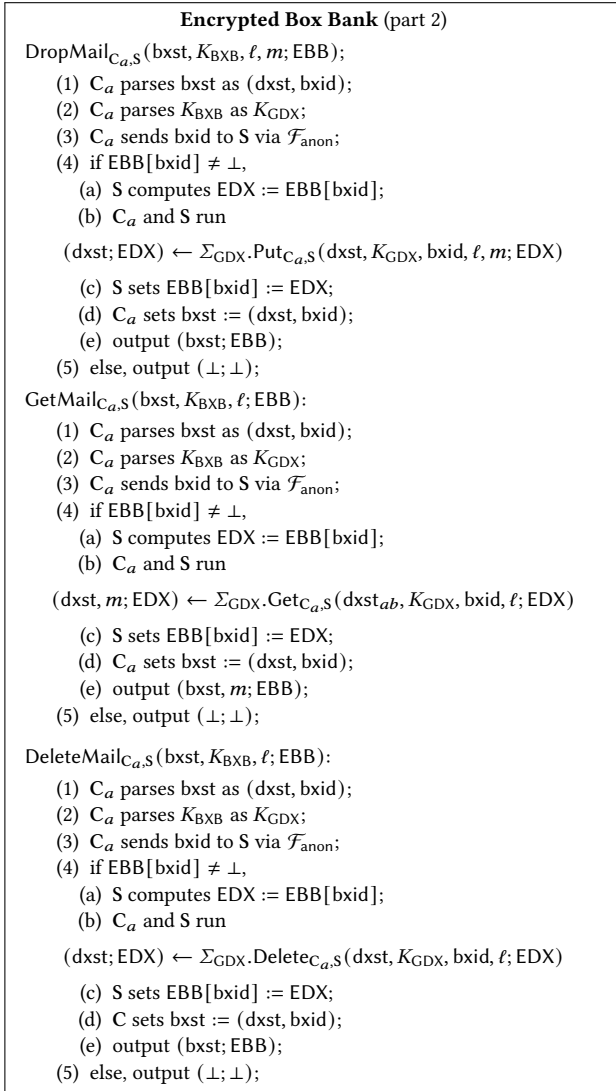 Encrypted Box Bank (part 2)
DropMail_{C_a,S}(bxst, K_BXB, ℓ, m; EBB);
(1) C_a parses bxst as (dxst, bxid);
(2) C_a parses K_BXB as K_GDX;
(3) C_a sends bxid to S via ℱ_anon;
(4) if EBB[bxid] ≠ ⊥,
(a) S computes EDX := EBB[bxid];
(b) C_a and S run
(dxst; EDX) ← Σ_GDX.Put_{C_a,S}(dxst, K_GDX, bxid, ℓ, m; EDX)
(c) S sets EBB[bxid] := EDX;
(d) C_a sets bxst := (dxst, bxid);
(e) output (bxst; EBB);
(5) else, output (⊥; ⊥);
GetMail_{C_a,S}(bxst, K_BXB, ℓ; EBB):
(1) C_a parses bxst as (dxst, bxid);
(2) C_a parses K_BXB as K_GDX;
(3) C_a sends bxid to S via ℱ_anon;
(4) if EBB[bxid] ≠ ⊥,
(a) S computes EDX := EBB[bxid];
(b) C_a and S run
(dxst, m; EDX) ← Σ_GDX.Get_{C_a,S}(dxst_ab, K_GDX, bxid, ℓ; EDX)
(c) S sets EBB[bxid] := EDX;
(d) C_a sets bxst := (dxst, bxid);
(e) output (bxst, m; EBB);
(5) else, output (⊥; ⊥);
DeleteMail_{C_a,S}(bxst, K_BXB, ℓ; EBB):
(1) C_a parses bxst as (dxst, bxid);
(2) C_a parses K_BXB as K_GDX;
(3) C_a sends bxid to S via ℱ_anon;
(4) if EBB[bxid] ≠ ⊥,
(a) S computes EDX := EBB[bxid];
(b) C_a and S run
(dxst; EDX) ← Σ_GDX.Delete_{C_a,S}(dxst, K_GDX, bxid, ℓ; EDX)
(c) S sets EBB[bxid] := EDX;
(d) C sets bxst := (dxst, bxid);
(e) output (bxst; EBB);
(5) else, output (⊥; ⊥);